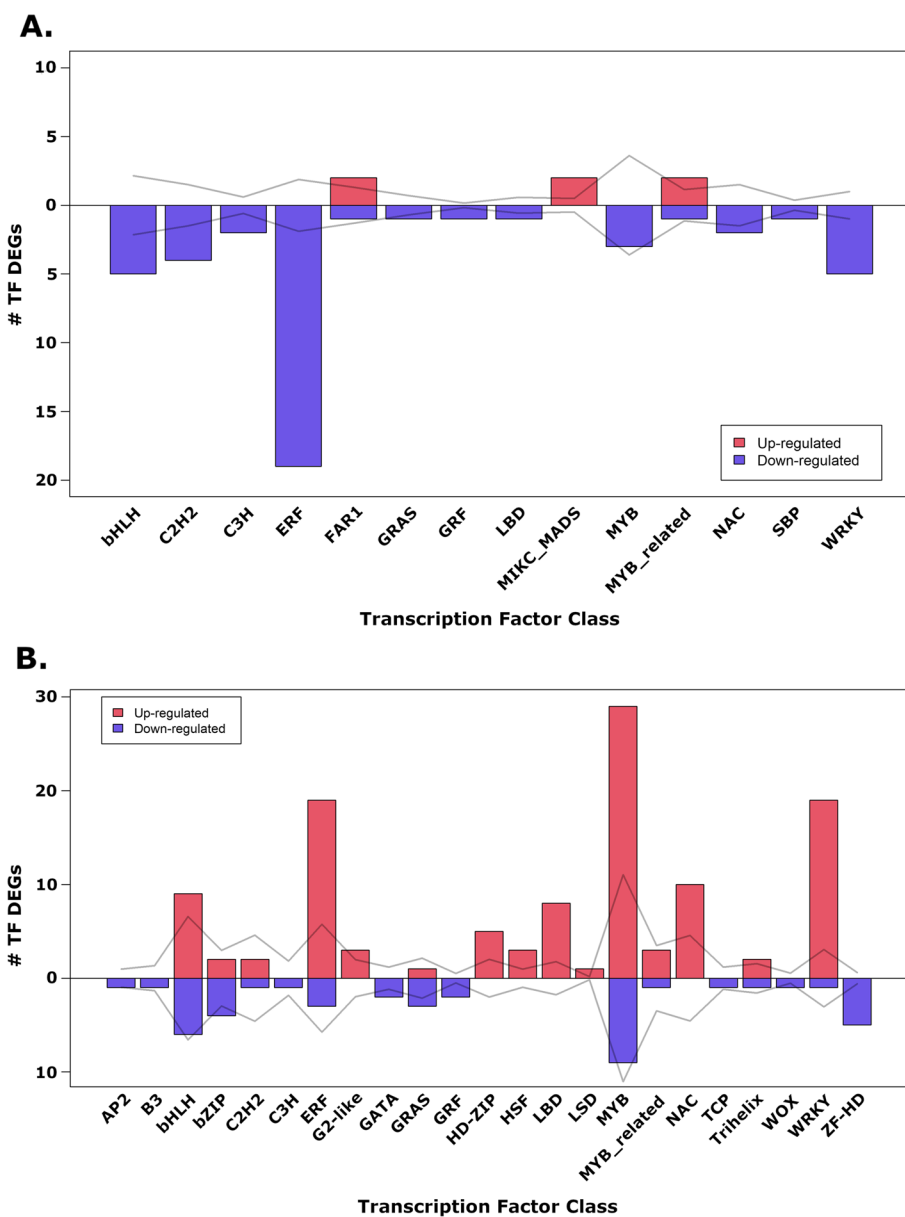 A.
10
5
0
5
10
15
20
# TF DEGs
Up-regulated
Down-regulated
bHLH
C2H2
C3H
ERF
FAR1
GRAS
GRF
LBD
MIKC_MADS
MYB
MYB_related
NAC
SBP
WRKY
Transcription Factor Class
B.
30
20
10
0
10
# TF DEGs
Up-regulated
Down-regulated
AP2
B3
bHLH
bZIP
C2H2
C3H
ERF
G2-like
GATA
GRAS
GRF
HD-ZIP
HSF
LBD
LSD
MYB
MYB_related
NAC
TCP
Trihelix
WOX
WRKY
ZF-HD
Transcription Factor Class